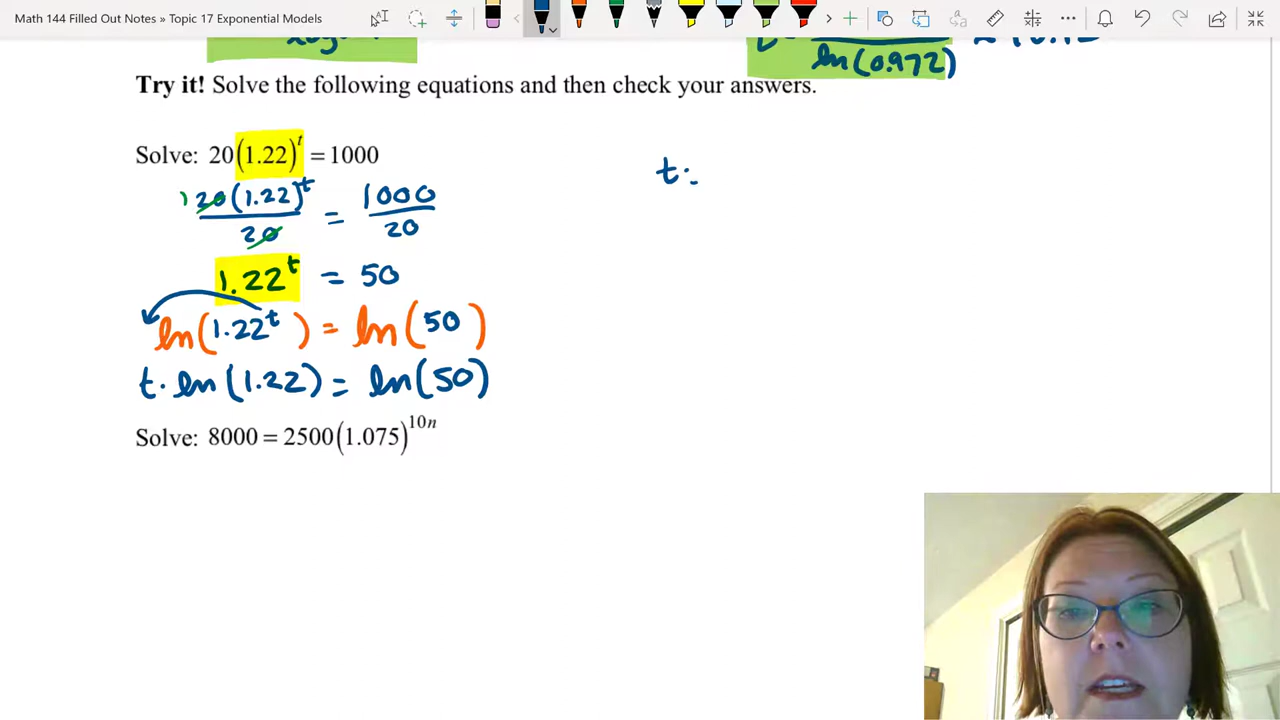 Math 144 Filled Out Notes » Topic 17 Exponential Models
ln(0.972)
Try it! Solve the following equations and then check your answers.
Solve: 20(1.22)^t = 1000
t=
1 20(1.22)^t / 20 = 1000 / 20
1.22^t = 50
ln(1.22^t) = ln(50)
t·ln(1.22) = ln(50)
Solve: 8000 = 2500(1.075)^10n